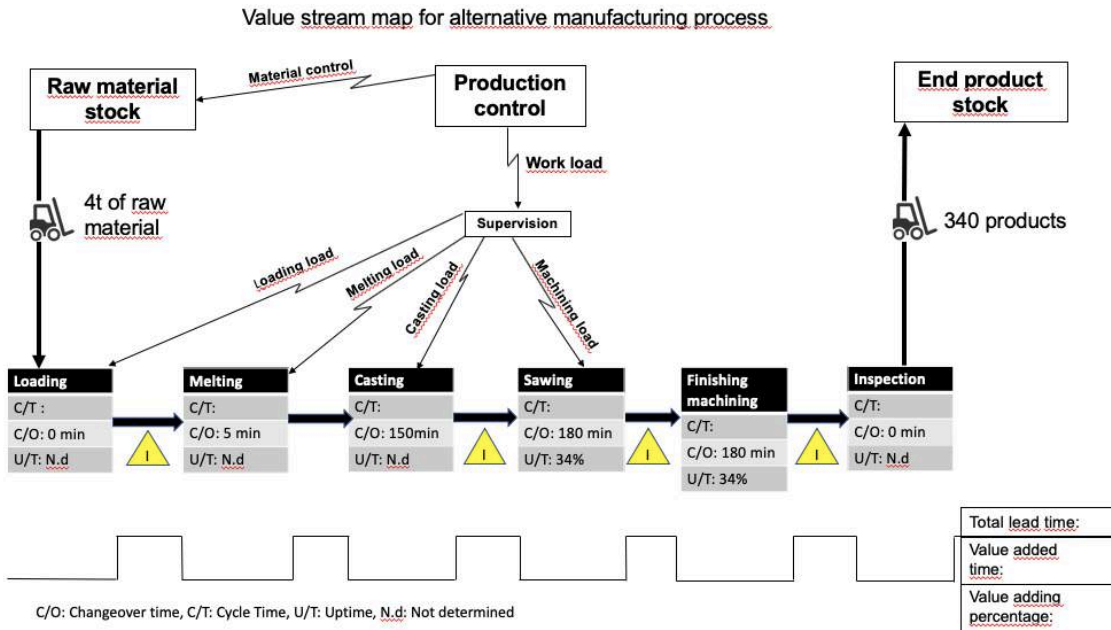 Value stream map for alternative manufacturing process
Raw material
stock
Material control
Production
control
End product
stock
Work load
4t of raw
material
Supervision
340 products
Loading load
Melting load
Casting load
Machining load
Loading
C/T :
C/O: 0 min
U/T: N.d
I
Melting
C/T:
C/O: 5 min
U/T: N.d
Casting
C/T:
C/O: 150min
U/T: N.d
I
Sawing
C/T:
C/O: 180 min
U/T: 34%
I
Finishing
machining
C/T:
C/O: 180 min
U/T: 34%
I
Inspection
C/T:
C/O: 0 min
U/T: N.d
Total lead time:
Value added
time:
Value adding
percentage:
C/O: Changeover time, C/T: Cycle Time, U/T: Uptime, N.d: Not determined